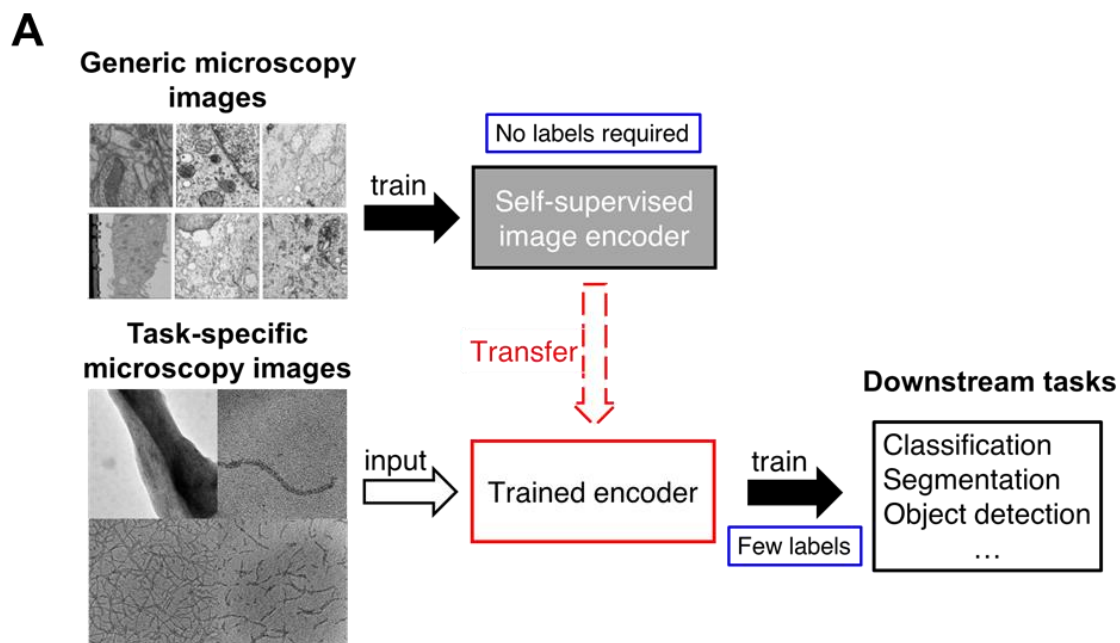 A
Generic microscopy
images
No labels required
train
Self-supervised
image encoder
Transfer
Task-specific
microscopy images
input
Trained encoder
train
Few labels
Downstream tasks
Classification
Segmentation
Object detection
...